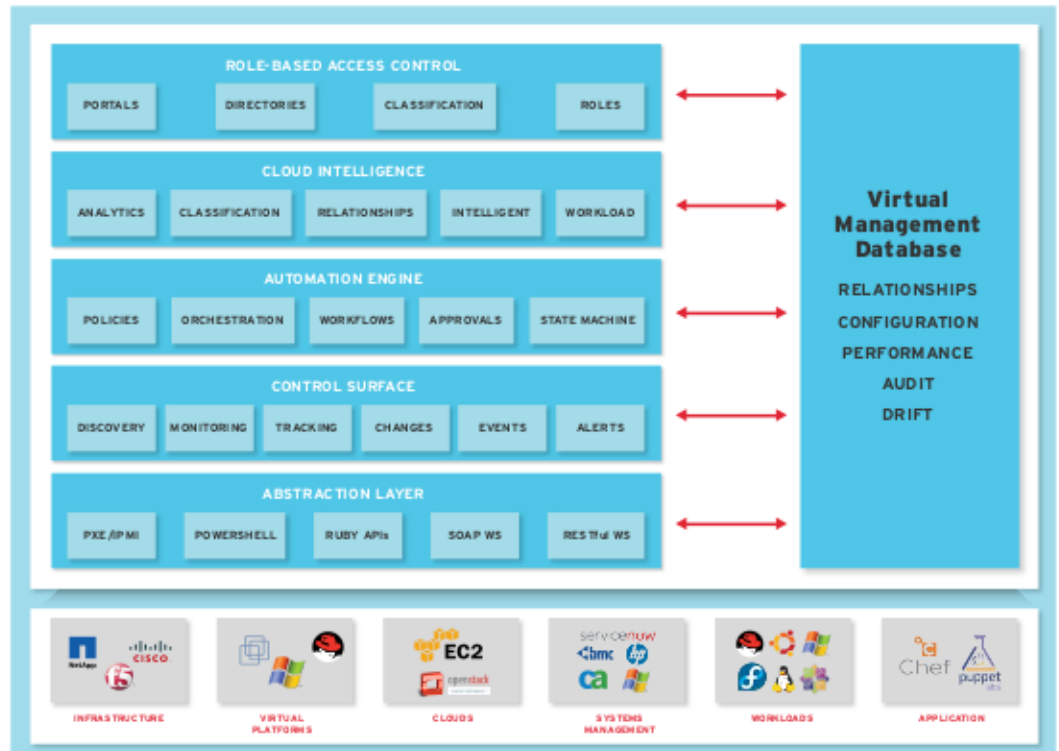 ROLE-BASED ACCESS CONTROL
PORTALS
DIRECTORIES
CLASSIFICATION
ROLES
CLOUD INTELLIGENCE
ANALYTICS
CLASSIFICATION
RELATIONSHIPS
INTELLIGENT
WORKLOAD
AUTOMATION ENGINE
POLICIES
ORCHESTRATION
WORKFLOWS
APPROVALS
STATE MACHINE
CONTROL SURFACE
DISCOVERY
MONITORING
TRACKING
CHANGES
EVENTS
ALERTS
ABSTRACTION LAYER
PXE/IPMI
POWERSHELL
RUBY APIs
SOAP WS
RESTful WS
Virtual
Management
Database
RELATIONSHIPS
CONFIGURATION
PERFORMANCE
AUDIT
DRIFT
NetApp
CISCO
f5
EC2
openstack
servicenow
bmc
hp
ca
Chef
puppet
labs
INFRASTRUCTURE
VIRTUAL
PLATFORMS
CLOUDS
SYSTEMS
MANAGEMENT
WORKLOADS
APPLICATION